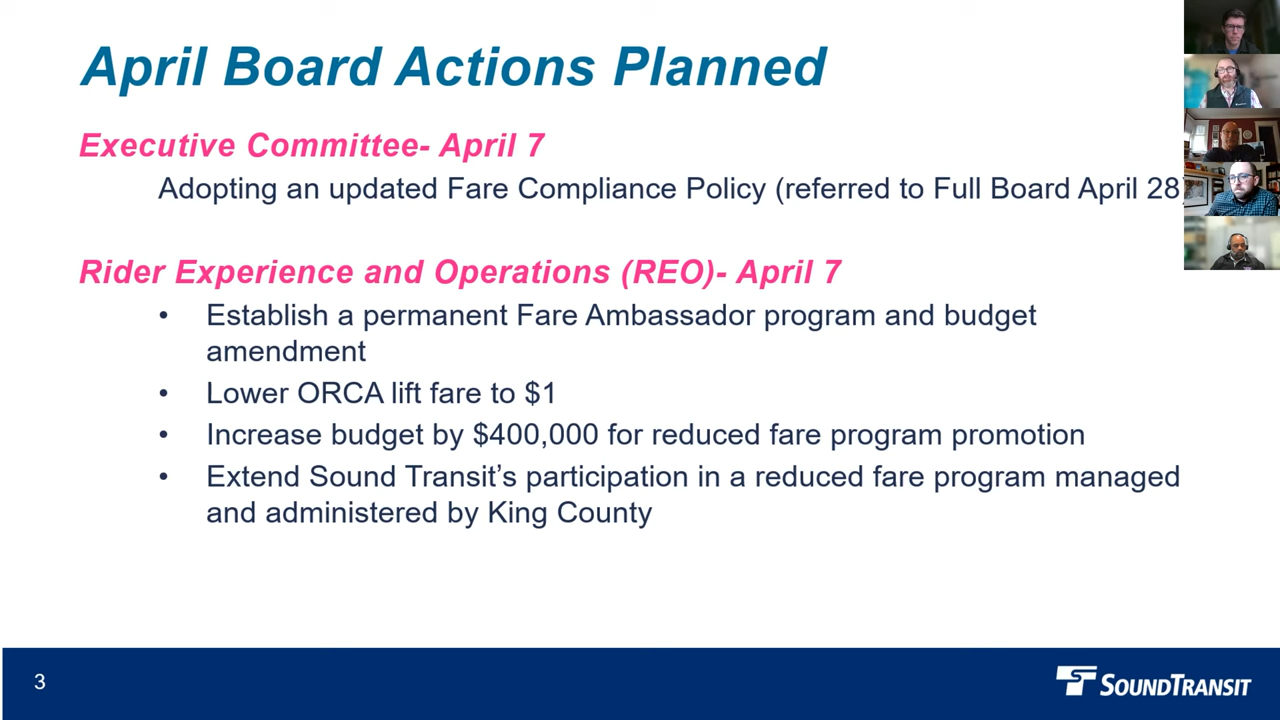 April Board Actions Planned
Executive Committee- April 7
Adopting an updated Fare Compliance Policy (referred to Full Board April 28
Rider Experience and Operations (REO)- April 7
• Establish a permanent Fare Ambassador program and budget
amendment
• Lower ORCA lift fare to $1
• Increase budget by $400,000 for reduced fare program promotion
• Extend Sound Transit’s participation in a reduced fare program managed
and administered by King County
3
SOUNDTRANSIT